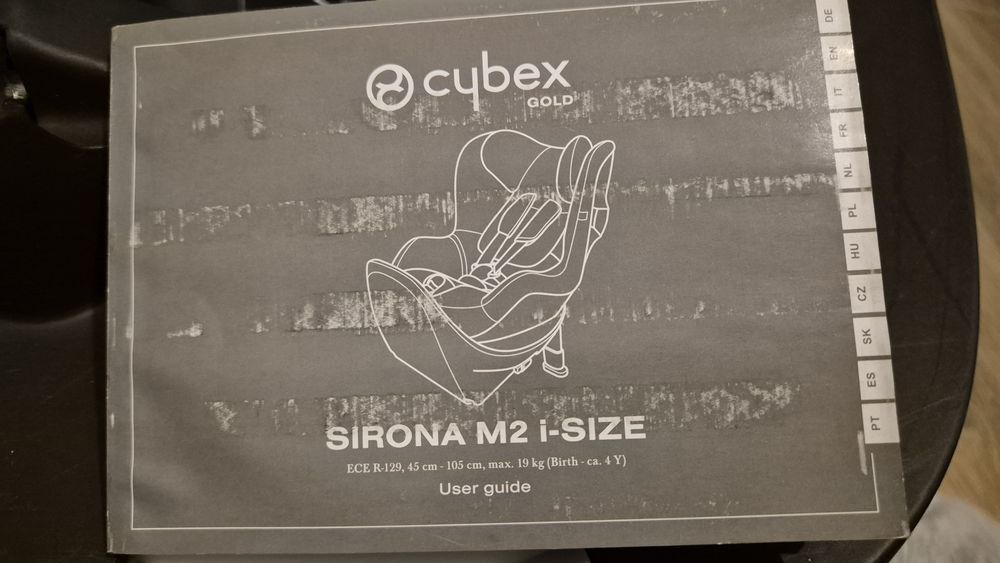 cybex
GOLD
SIRONA M2 i-SIZE
ECE R-129, 45 cm - 105 cm, max. 19 kg (Birth - ca. 4 Y)
User guide
DE
EN
IT
FR
NL
PL
HU
CZ
SK
ES
PT